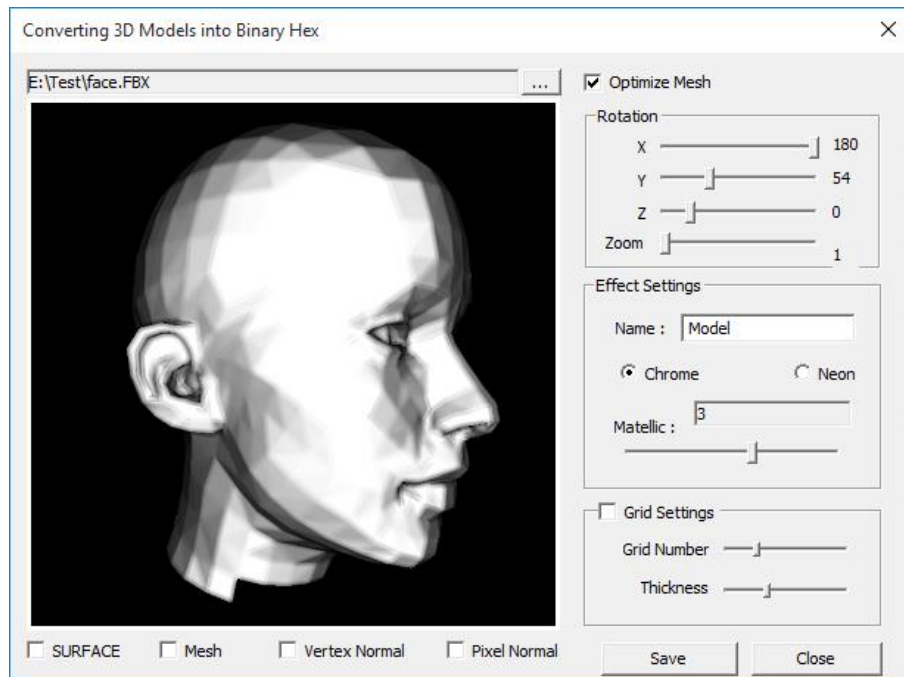 Converting 3D Models into Binary Hex
E:\Test\face.FBX
...
Optimize Mesh
Rotation
X 180
Y 54
Z 0
Zoom 1
Effect Settings
Name : Model
Chrome Neon
Matellic : 3
Grid Settings
Grid Number
Thickness
SURFACE Mesh Vertex Normal Pixel Normal
Save Close